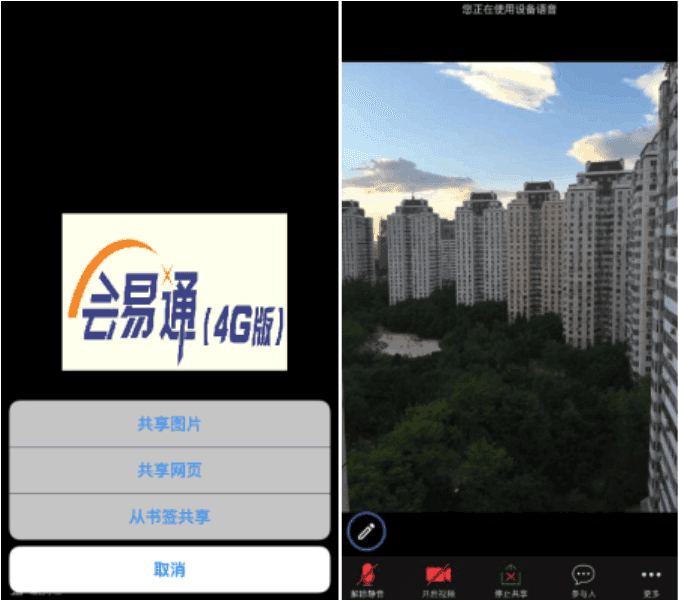 会易通(4G版)
共享图片
共享网页
从书签共享
取消
您正在使用设备语音
解除静音
开启视频
停止共享
参与人
更多